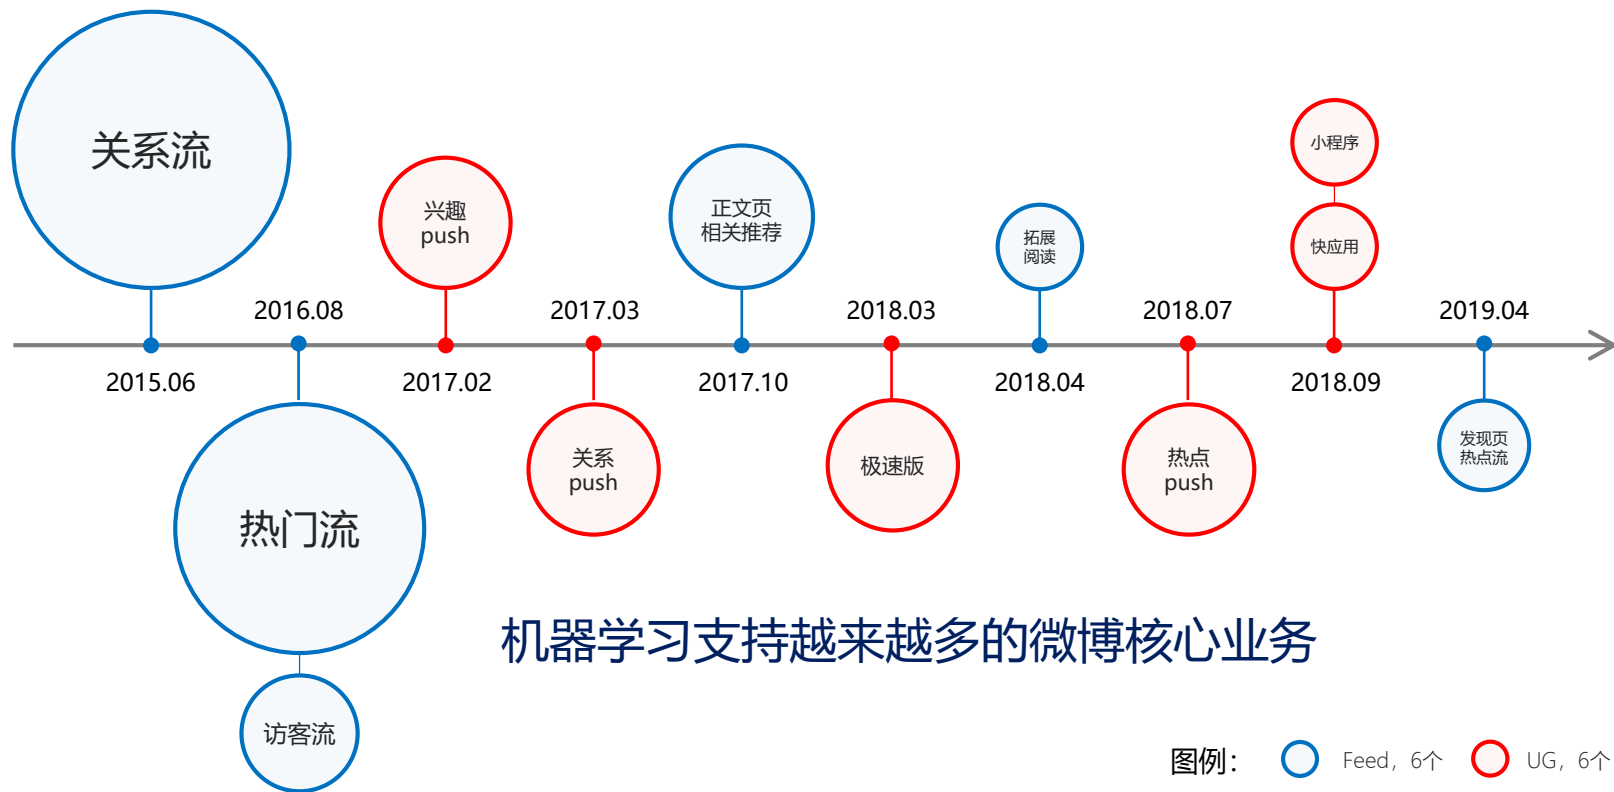 关系流
2015.06
2016.08
热门流
访客流
兴趣
push
2017.02
2017.03
关系
push
正文页
相关推荐
2017.10
2018.03
极速版
拓展
阅读
2018.04
2018.07
热点
push
小程序
快应用
2018.09
2019.04
发现页
热点流
机器学习支持越来越多的微博核心业务
图例：
Feed，6个
UG，6个